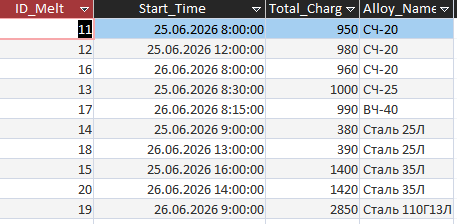 ID_Melt Start_Time Total_Charg Alloy_Name
11 25.06.2026 8:00:00 950 СЧ-20
12 25.06.2026 12:00:00 980 СЧ-20
16 26.06.2026 8:00:00 960 СЧ-20
13 25.06.2026 8:30:00 1000 СЧ-25
17 26.06.2026 8:15:00 990 ВЧ-40
14 25.06.2026 9:00:00 380 Сталь 25Л
18 26.06.2026 13:00:00 390 Сталь 25Л
15 25.06.2026 16:00:00 1400 Сталь 35Л
20 26.06.2026 14:00:00 1420 Сталь 35Л
19 26.06.2026 9:00:00 2850 Сталь 110Г13Л